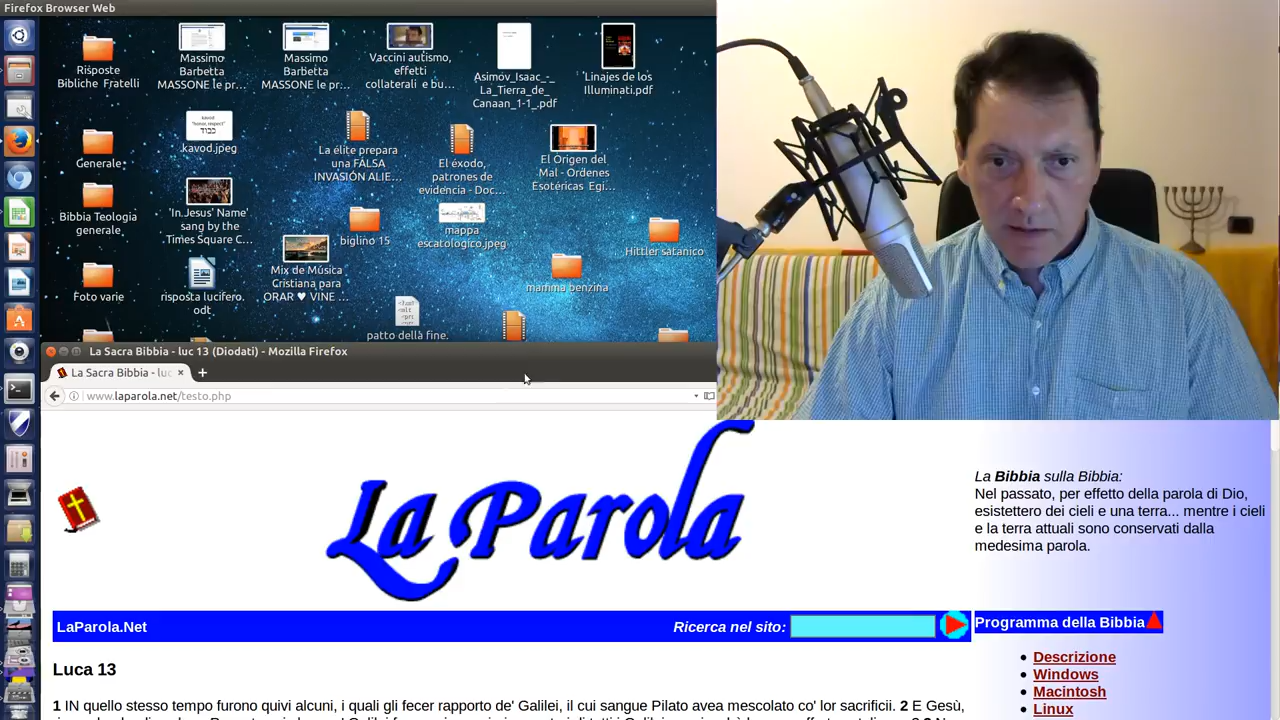 Firefox Browser Web
Risposte
Bibliche Fratelli
Massimo
Barbetta
MASSONE le pr...
Massimo
Barbetta
MASSONE le pr...
Vaccini autismo,
effetti
collaterali e bu...
Asimov_Isaac_-_
La_Tierra_de_
Canaan_1-1_.pdf
Linajes de los
Illuminati.pdf
Generale
kavod.jpeg
La élite prepara
una FALSA
INVASIÓN ALIE...
El éxodo,
patrones de
evidencia - Doc...
El Origen del
Mal - Ordenes
Esotéricas Egi...
Bibbia Teologia
generale
'In Jesus' Name'
sang by the
Times Square C...
biglino 15
mappa
escatologico.jpeg
Hittler satanico
Foto varie
risposta lucifero.
odt
Mix de Música
Cristiana para
ORAR ♥ VINE ...
patto della fine.
mamma benzina
La Sacra Bibbia - luc 13 (Diodati) - Mozilla Firefox
La Sacra Bibbia - luc
www.laparola.net/testo.php
La Parola
La Bibbia sulla Bibbia:
Nel passato, per effetto della parola di Dio,
esistettero dei cieli e una terra... mentre i cieli
e la terra attuali sono conservati dalla
medesima parola.
LaParola.Net
Ricerca nel sito:
Programma della Bibbia
Descrizione
Windows
Macintosh
Linux
Luca 13
1 IN quello stesso tempo furono quivi alcuni, i quali gli fecer rapporto de' Galilei, il cui sangue Pilato avea mescolato co' lor sacrificii. 2 E Gesù,